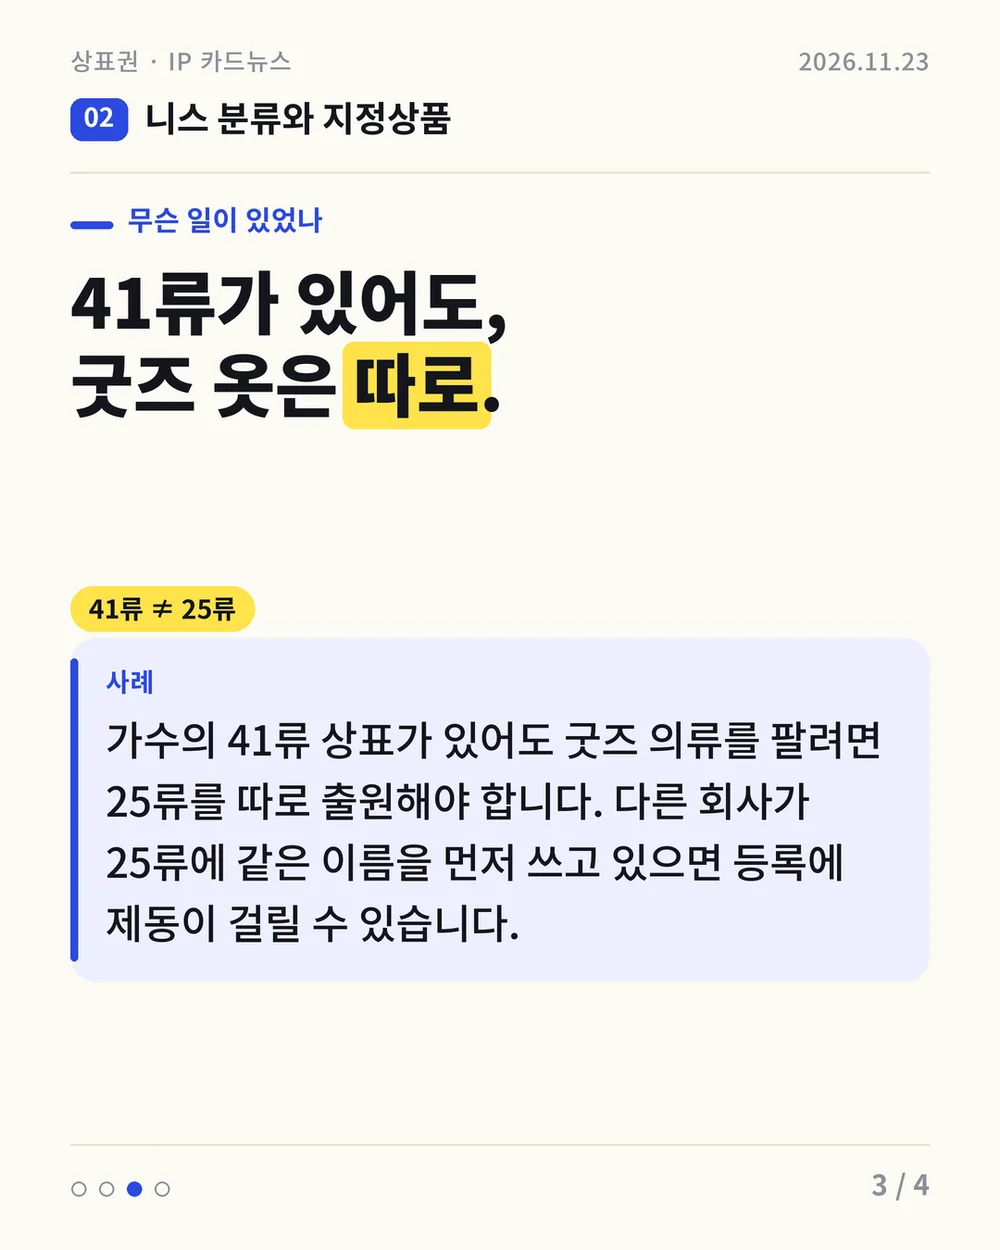 상표권 · IP 카드뉴스
2026.11.23
02 니스 분류와 지정상품
무슨 일이 있었나
41류가 있어도,
굿즈 옷은 따로.
41류 ≠ 25류
사례
가수의 41류 상표가 있어도 굿즈 의류를 팔려면
25류를 따로 출원해야 합니다. 다른 회사가
25류에 같은 이름을 먼저 쓰고 있으면 등록에
제동이 걸릴 수 있습니다.
3 / 4